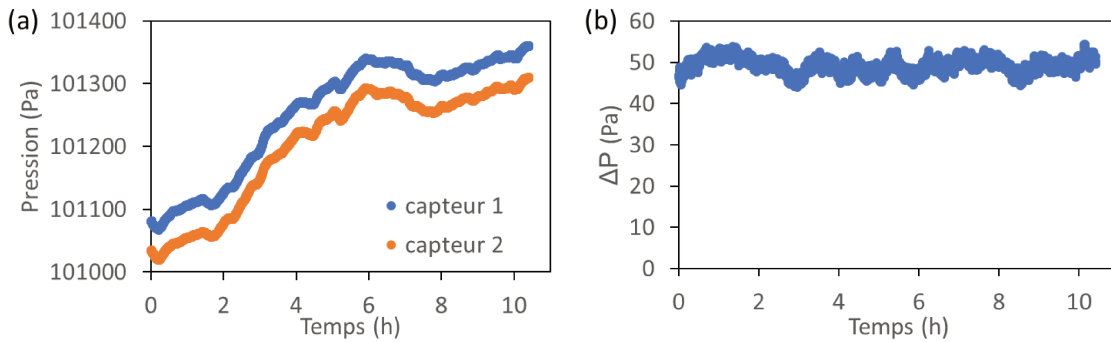 (a)
101400
101300
101200
101100
101000
Pression (Pa)
capteur 1
capteur 2
0 2 4 6 8 10
Temps (h)
(b)
60
50
40
30
20
10
0
ΔP (Pa)
0 2 4 6 8 10
Temps (h)